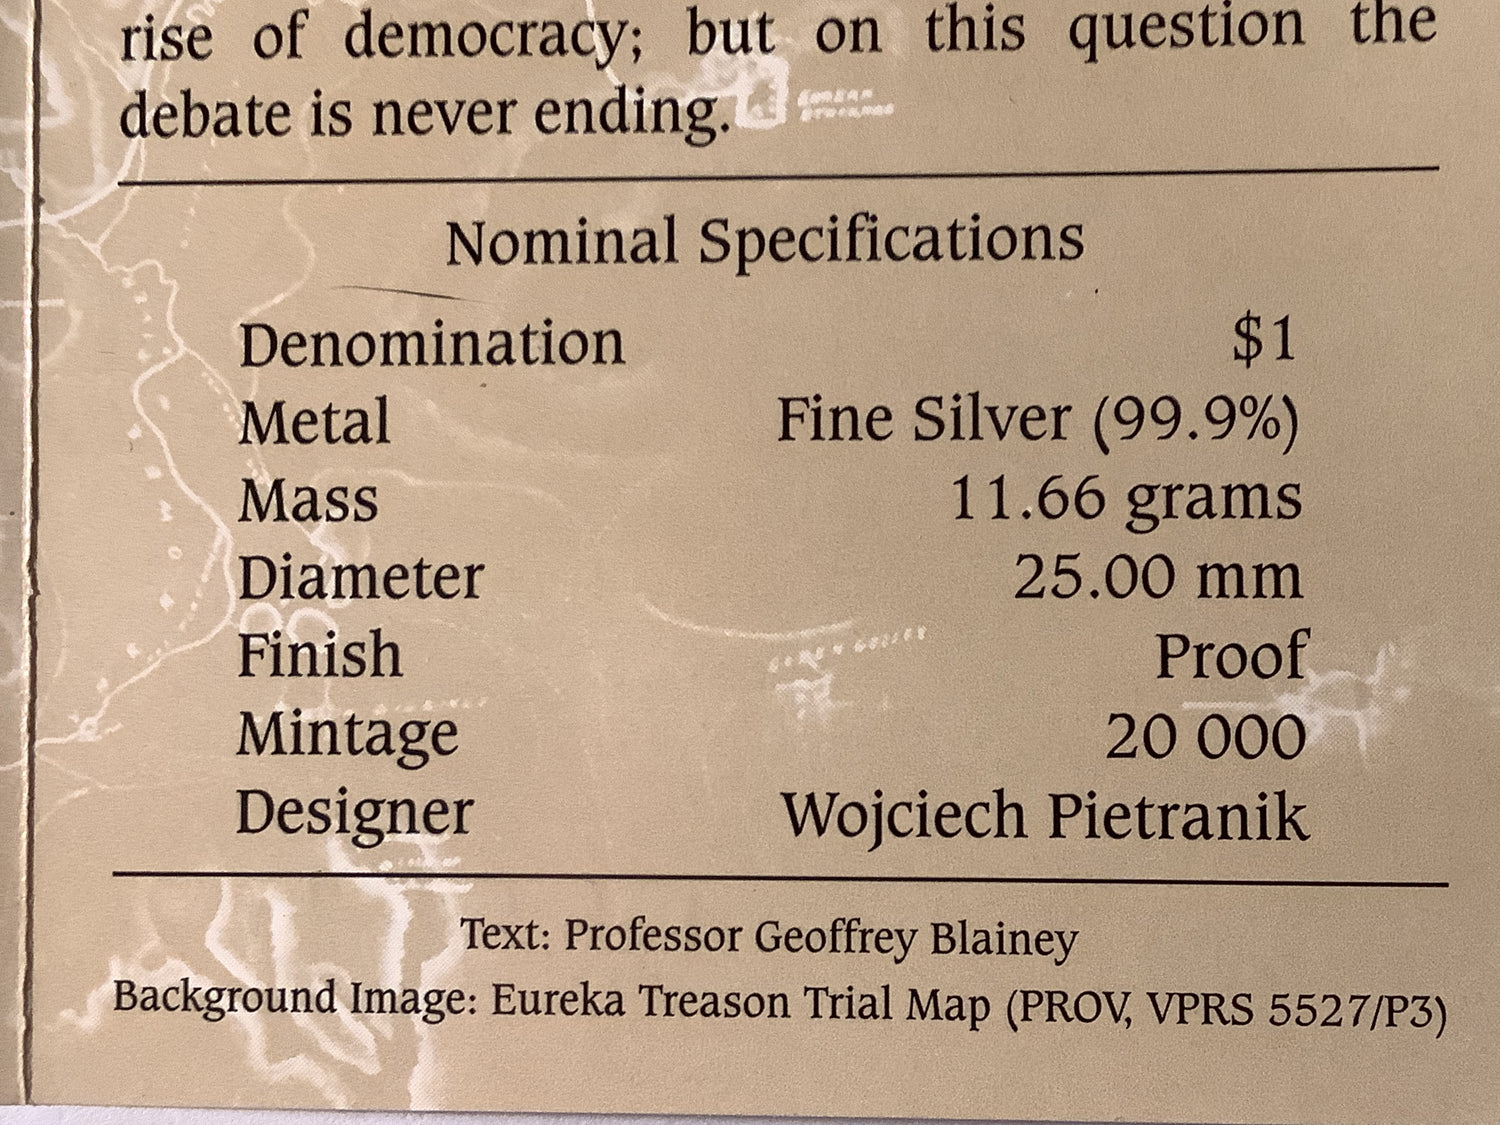 rise of democracy; but on this question the
debate is never ending.
Nominal Specifications
Denomination $1
Metal Fine Silver (99.9%)
Mass 11.66 grams
Diameter 25.00 mm
Finish Proof
Mintage 20 000
Designer Wojciech Pietranik
Text: Professor Geoffrey Blainey
Background Image: Eureka Treason Trial Map (PROV, VPRS 5527/P3)